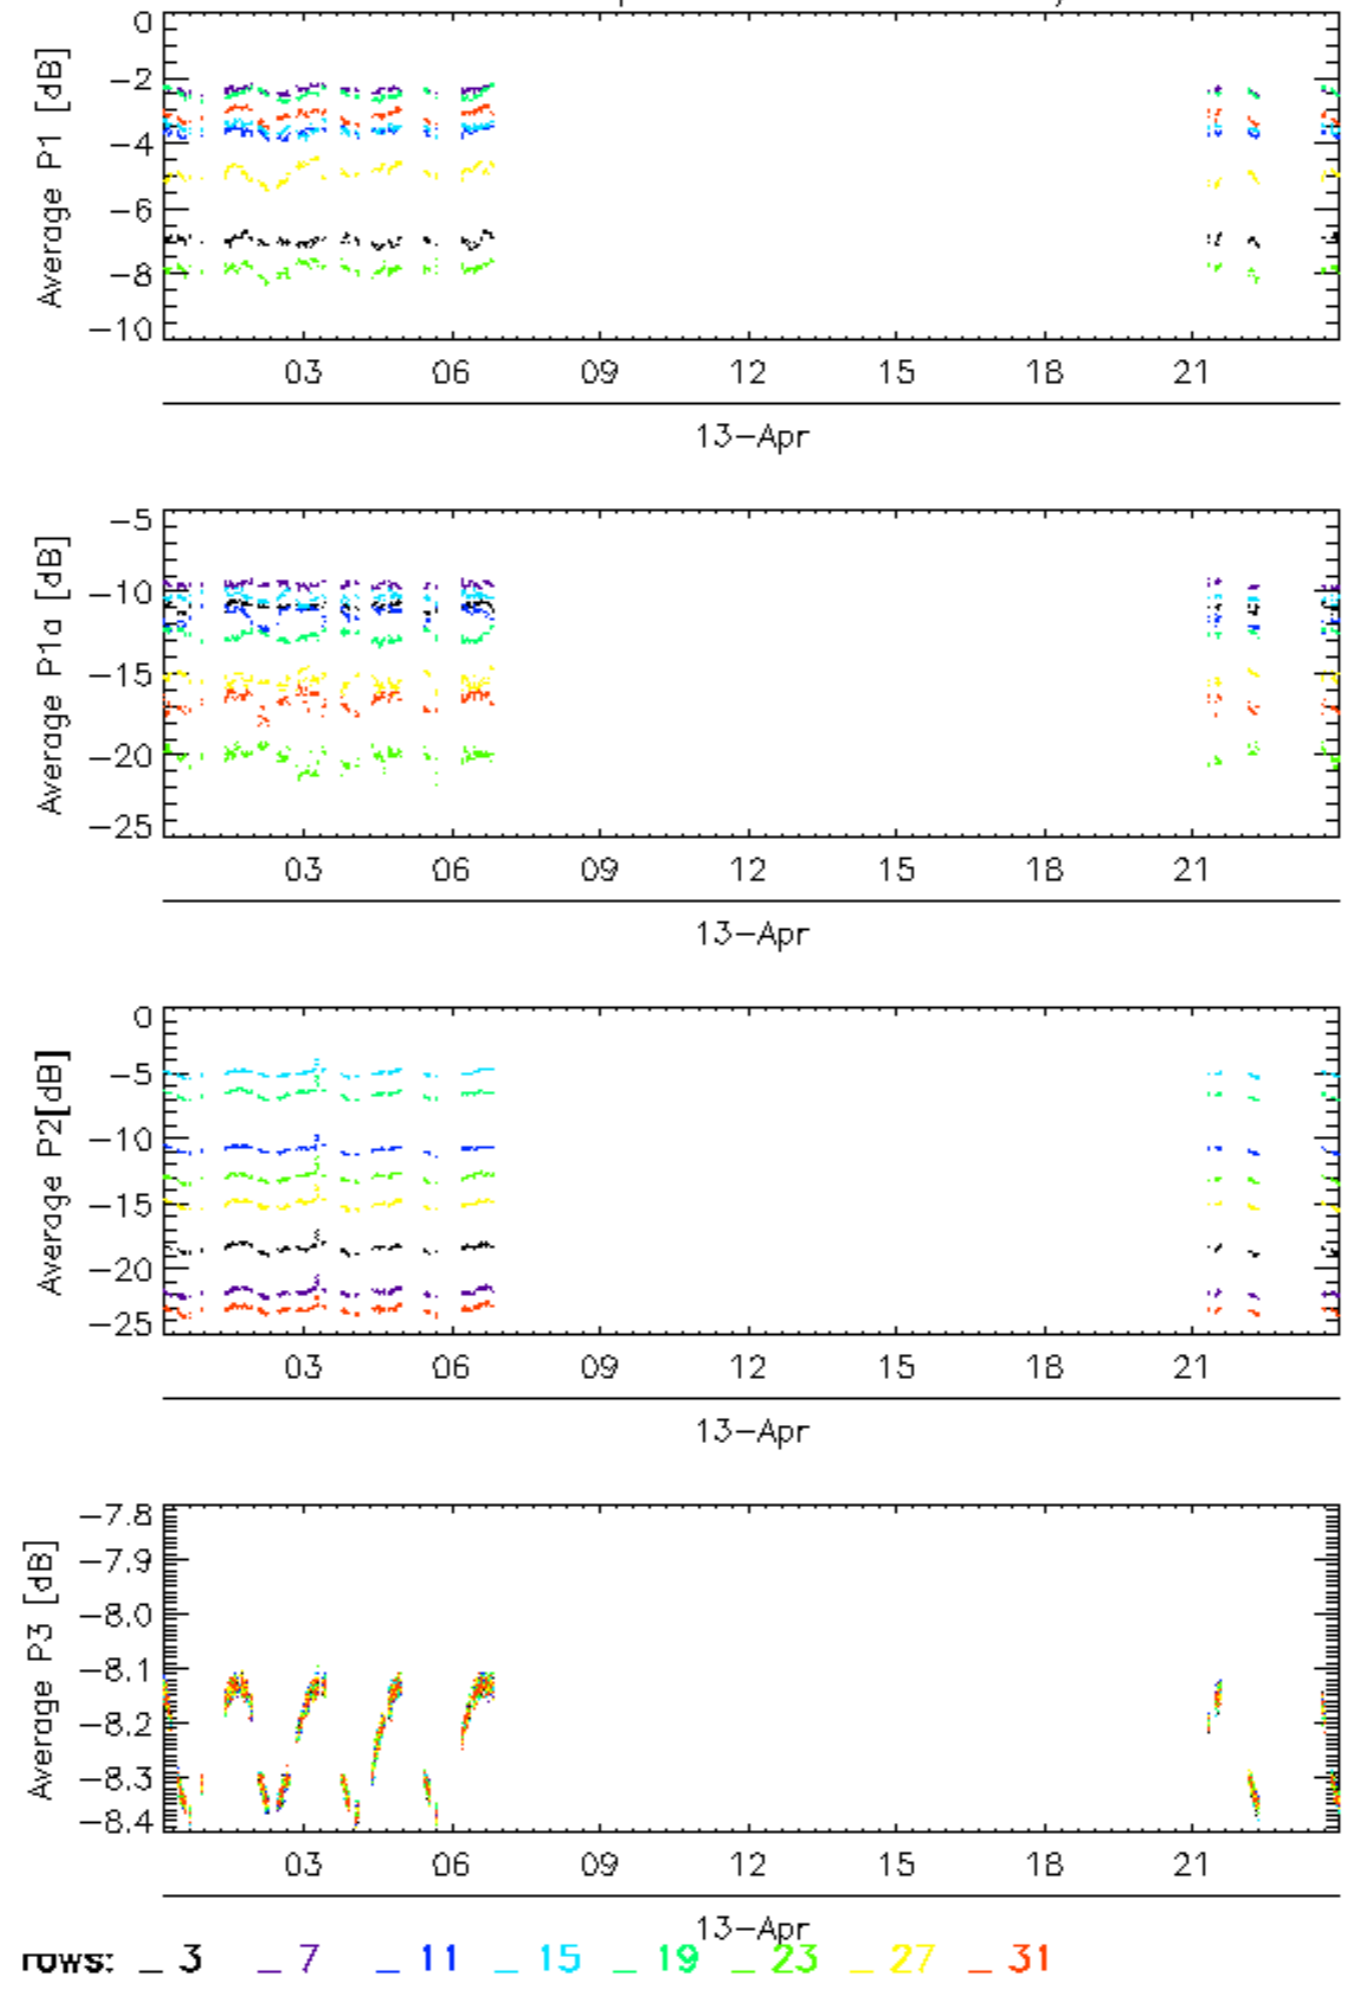 0
−2
−4
−6
−8
−10
Average P1 [dB]
03 06 09 12 15 18 21
13−Apr
−5
−10
−15
−20
−25
Average P1a [dB]
03 06 09 12 15 18 21
13−Apr
0
−5
−10
−15
−20
−25
Average P2[dB]
03 06 09 12 15 18 21
13−Apr
−7.8
−7.9
−8.0
−8.1
−8.2
−8.3
−8.4
Average P3 [dB]
03 06 09 12 15 18 21
13−Apr
rows: _ 3 _ 7 _ 11 _ 15 _ 19 _ 23 _ 27 _ 31